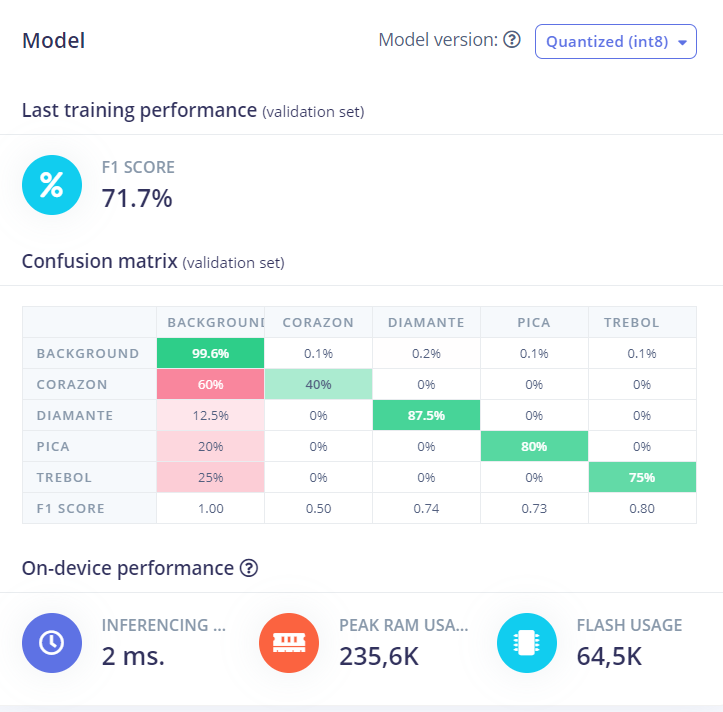 Model
Model version: Quantized (int8)
Last training performance (validation set)
%
F1 SCORE
71.7%
Confusion matrix (validation set)
BACKGROUND CORAZON DIAMANTE PICA TREBOL
BACKGROUND 99.6% 0.1% 0.2% 0.1% 0.1%
CORAZON 60% 40% 0% 0% 0%
DIAMANTE 12.5% 0% 87.5% 0% 0%
PICA 20% 0% 0% 80% 0%
TREBOL 25% 0% 0% 0% 75%
F1 SCORE 1.00 0.50 0.74 0.73 0.80
On-device performance
INFERENCING ... PEAK RAM USA... FLASH USAGE
2 ms. 235,6K 64,5K